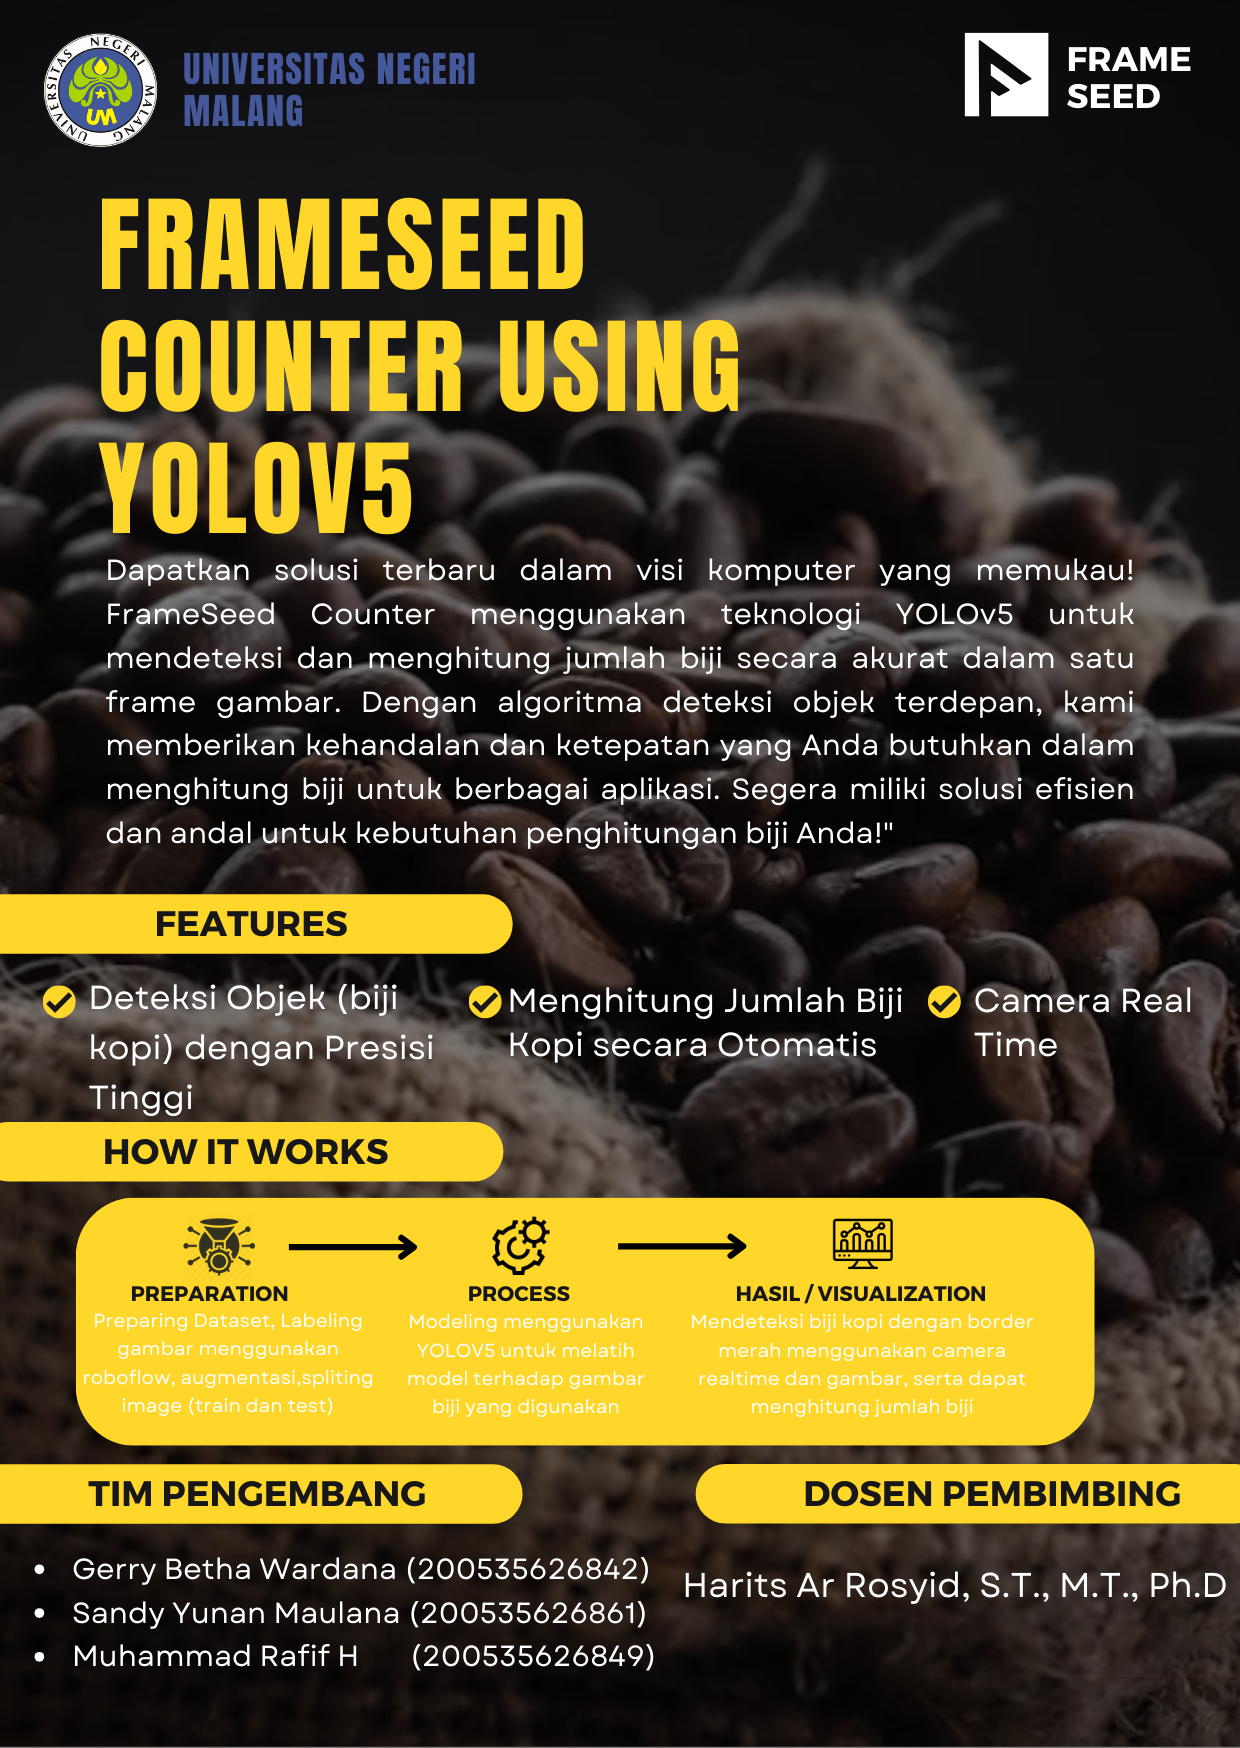 UNIVERSITAS NEGERI MALANG
UM
UNIVERSITAS NEGERI
MALANG
FRAME
SEED
FRAMESEED
COUNTER USING
YOLOV5
Dapatkan solusi terbaru dalam visi komputer yang memukau!
FrameSeed Counter menggunakan teknologi YOLOv5 untuk
mendeteksi dan menghitung jumlah biji secara akurat dalam satu
frame gambar. Dengan algoritma deteksi objek terdepan, kami
memberikan kehandalan dan ketepatan yang Anda butuhkan dalam
menghitung biji untuk berbagai aplikasi. Segera miliki solusi efisien
dan andal untuk kebutuhan penghitungan biji Anda!"
FEATURES
Deteksi Objek (biji
kopi) dengan Presisi
Tinggi
Menghitung Jumlah Biji
Kopi secara Otomatis
Camera Real
Time
HOW IT WORKS
PREPARATION
Preparing Dataset, Labeling
gambar menggunakan
roboflow, augmentasi,spliting
image (train dan test)
PROCESS
Modeling menggunakan
YOLOV5 untuk melatih
model terhadap gambar
biji yang digunakan
HASIL / VISUALIZATION
Mendeteksi biji kopi dengan border
merah menggunakan camera
realtime dan gambar, serta dapat
menghitung jumlah biji
TIM PENGEMBANG
Gerry Betha Wardana (200535626842)
Sandy Yunan Maulana (200535626861)
Muhammad Rafif H (200535626849)
DOSEN PEMBIMBING
Harits Ar Rosyid, S.T., M.T., Ph.D